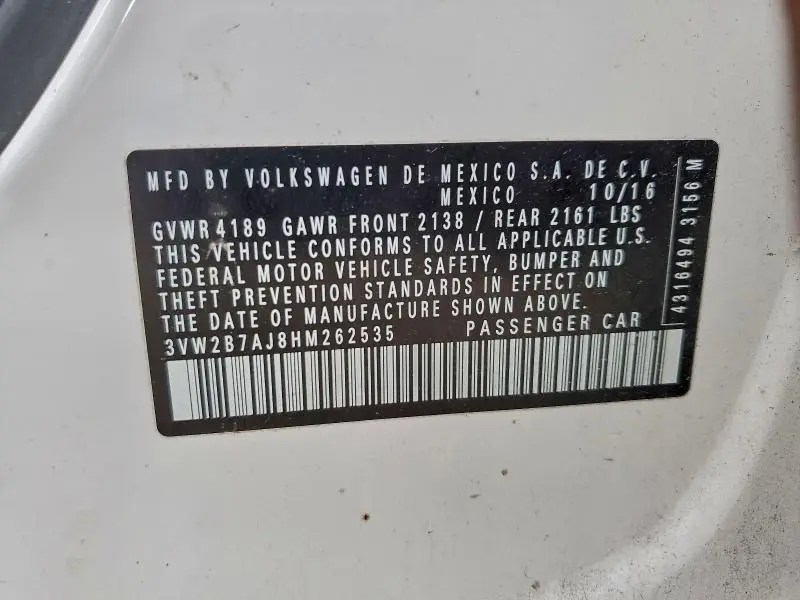 MFD BY VOLKSWAGEN DE MEXICO S.A. DE C.V.
MEXICO 10/16
GVWR 4189 GAWR FRONT 2138 / REAR 2161 LBS
THIS VEHICLE CONFORMS TO ALL APPLICABLE U.S.
FEDERAL MOTOR VEHICLE SAFETY, BUMPER AND
THEFT PREVENTION STANDARDS IN EFFECT ON
THE DATE OF MANUFACTURE SHOWN ABOVE.
3VW2B7AJ8HM262535 PASSENGER CAR
4316494 3156 M